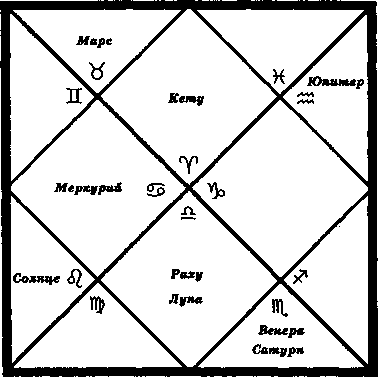 Марс
♉
♊
Кету
♓
Юпитер
♒
Меркурий
♋
♈
♑
♎
Солнце ♌
♍
Раху
Луна
♐
♏
Венера
Сатурн